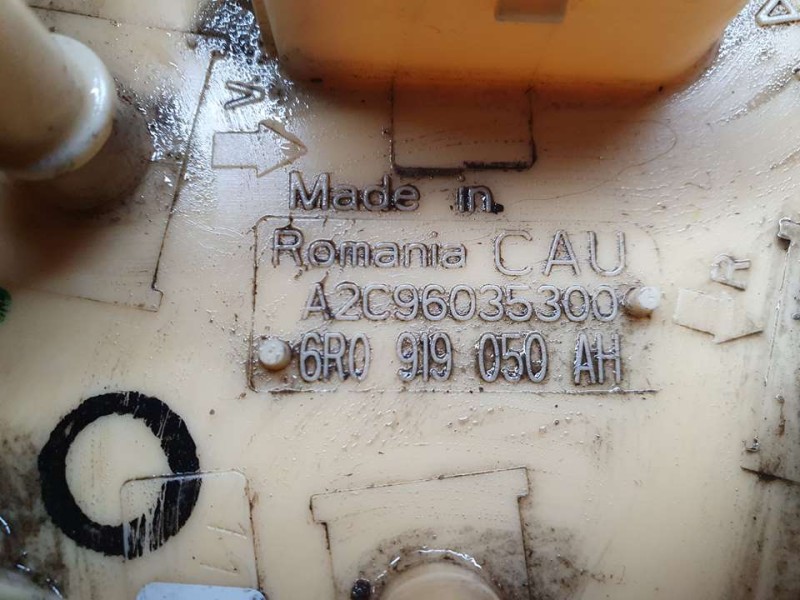 V
Made in
Romania CAU
A2C96035300
R
6R0 919 050 AH